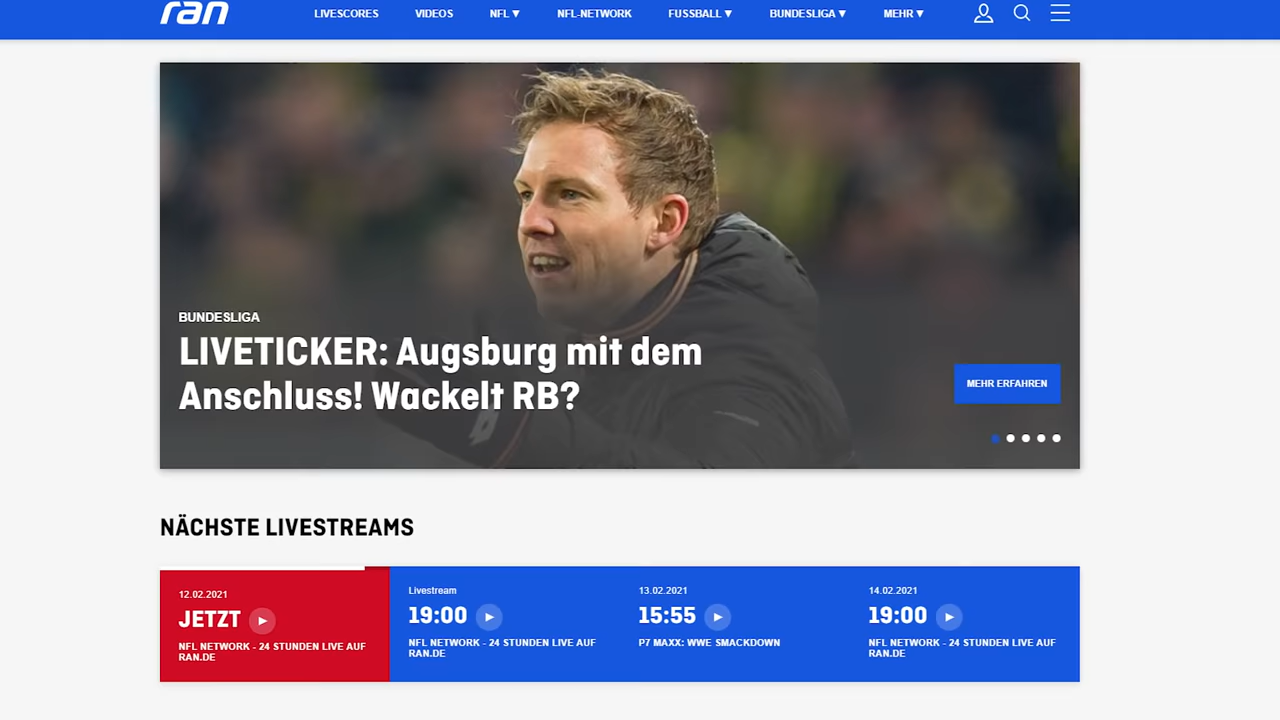 ran
LIVESCORES VIDEOS NFL▼ NFL-NETWORK FUSSBALL▼ BUNDESLIGA▼ MEHR▼
BUNDESLIGA
LIVETICKER: Augsburg mit dem
Anschluss! Wackelt RB?
MEHR ERFAHREN
NÄCHSTE LIVESTREAMS
12.02.2021
JETZT
NFL NETWORK - 24 STUNDEN LIVE AUF
RAN.DE
Livestream
19:00
NFL NETWORK - 24 STUNDEN LIVE AUF
RAN.DE
13.02.2021
15:55
P7 MAXX: WWE SMACKDOWN
14.02.2021
19:00
NFL NETWORK - 24 STUNDEN LIVE AUF
RAN.DE